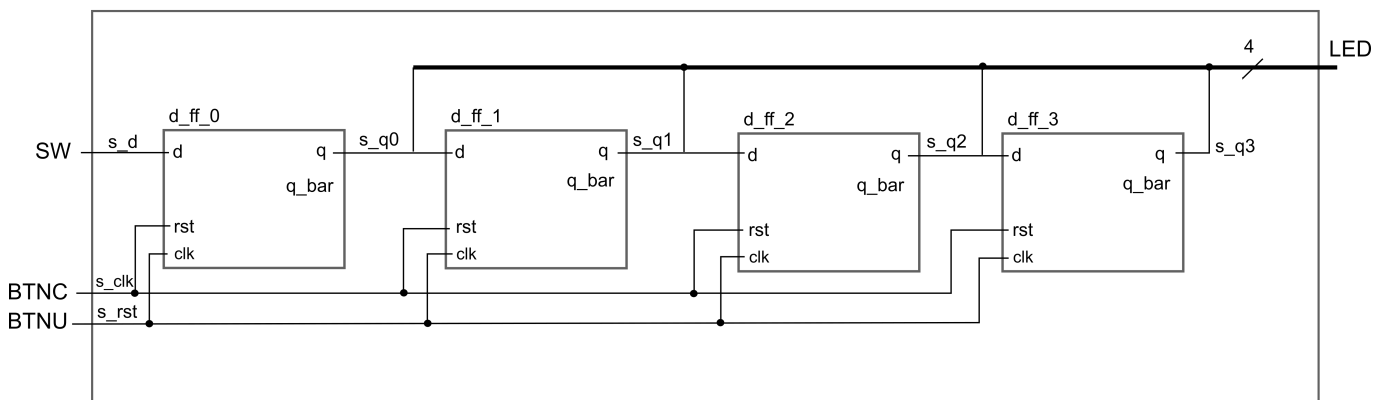 4
LED
d_ff_0
d_ff_1
d_ff_2
d_ff_3
SW
s_d
d
q
q_bar
rst
clk
s_q0
d
q
q_bar
rst
clk
s_q1
d
q
q_bar
rst
clk
s_q2
d
q
q_bar
rst
clk
s_q3
BTNC
s_clk
BTNU
s_rst